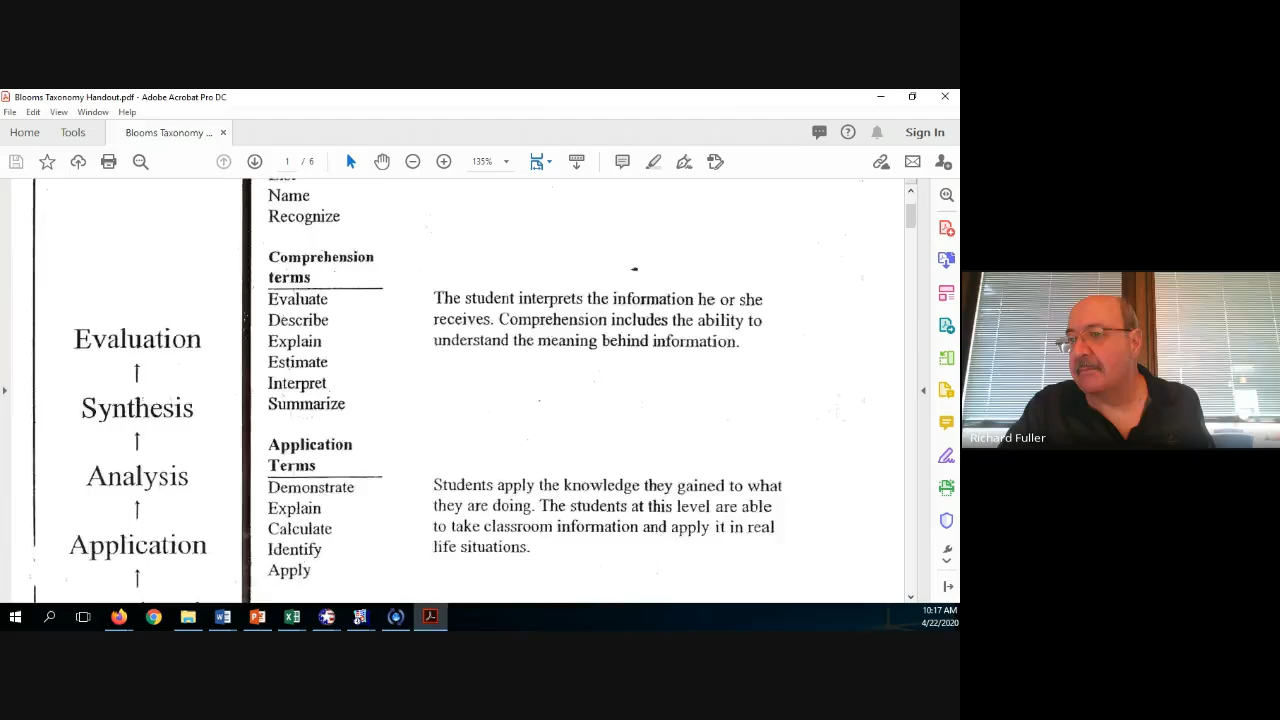 Blooms Taxonomy Handout.pdf - Adobe Acrobat Pro DC
File Edit View Window Help
Home Tools Blooms Taxonomy ... × Sign In
1 / 6 135%
List
Name
Recognize
Comprehension
terms
Evaluate
Describe
Explain
Estimate
Interpret
Summarize
The student interprets the information he or she
receives. Comprehension includes the ability to
understand the meaning behind information.
Application
Terms
Demonstrate
Explain
Calculate
Identify
Apply
Students apply the knowledge they gained to what
they are doing. The students at this level are able
to take classroom information and apply it in real
life situations.
Evaluation
↑
Synthesis
↑
Analysis
↑
Application
↑
Richard Fuller
10:17 AM
4/22/2020